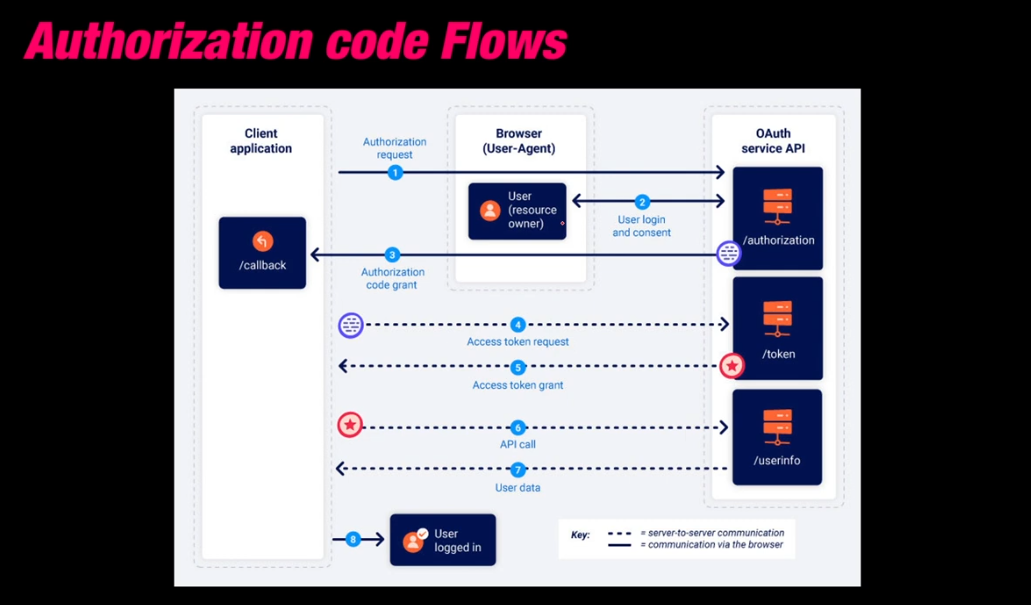 Authorization code Flows
Client
application
Browser
(User-Agent)
OAuth
service API
Authorization
request
1
User
(resource
owner)
2
User login
and consent
/authorization
/callback
3
Authorization
code grant
4
Access token request
/token
5
Access token grant
6
API call
/userinfo
7
User data
8
User
logged in
Key:
= server-to-server communication
= communication via the browser